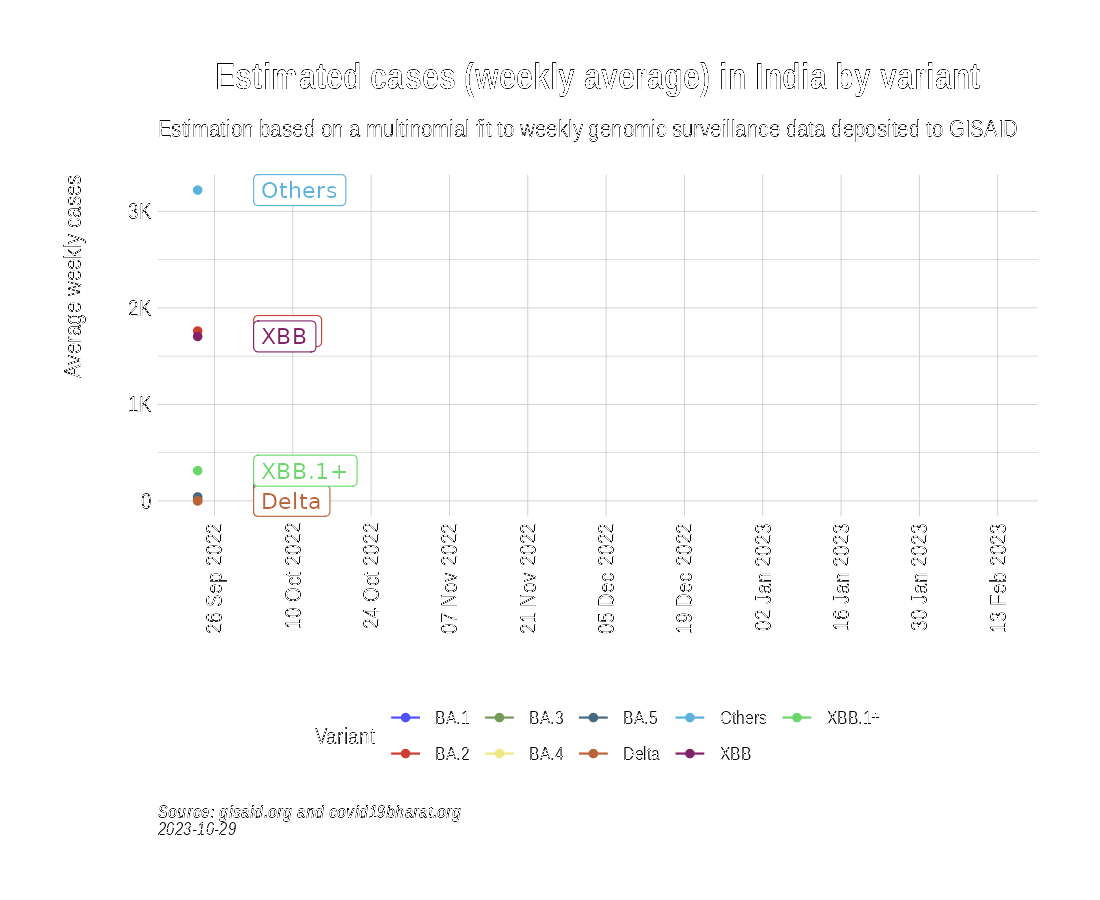 Estimated cases (weekly average) in India by variant
Estimation based on a multinomial fit to weekly genomic surveillance data deposited to GISAID
Average weekly cases
3K
2K
1K
0
Others
XBB
XBB.1+
Delta
26 Sep 2022
10 Oct 2022
24 Oct 2022
07 Nov 2022
21 Nov 2022
05 Dec 2022
19 Dec 2022
02 Jan 2023
16 Jan 2023
30 Jan 2023
13 Feb 2023
Variant
BA.1 BA.3 BA.5 Others XBB.1+
BA.2 BA.4 Delta XBB
Source: gisaid.org and covid19bharat.org
2023-10-29